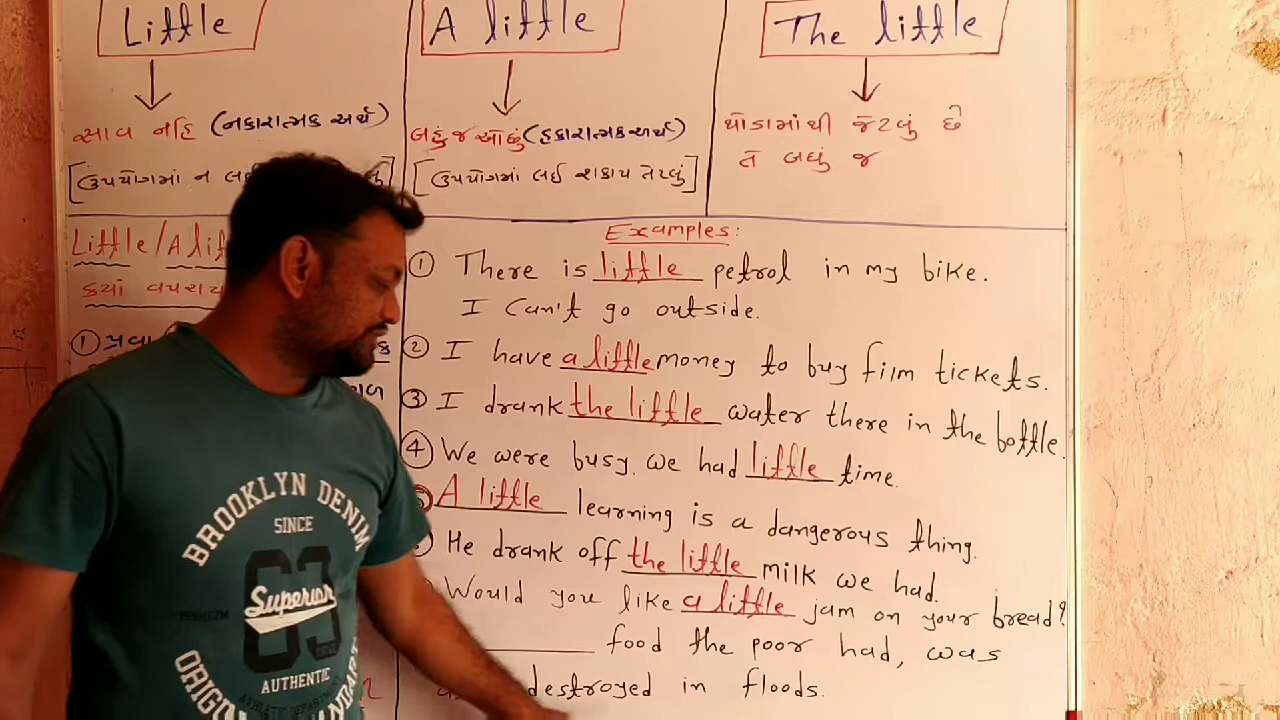 Little
A little
The little
સાવ નહિ (નકારાત્મક અર્થ)
[ઉપયોગમાં ન લઈ
બહું જ ઓછું (હકારાત્મક અર્થ)
[ઉપયોગમાં લઈ શકાય તેટલું]
થોડામાંથી જેટલું છે
તે બધું જ
Little / A
કયાં
①
Examples:
① There is little petrol in my bike.
I Can't go outside.
② I have a little money to buy film tickets.
③ I drank the little water there in the bottle.
④ We were busy. We had little time.
A little learning is a dangerous thing.
He drank off the little milk we had.
Would you like a little jam on your bread?
food the poor had, was
destroyed in floods.
BROOKLYN DENIM
SINCE
63
Superior
PREMIUM
AUTHENTIC